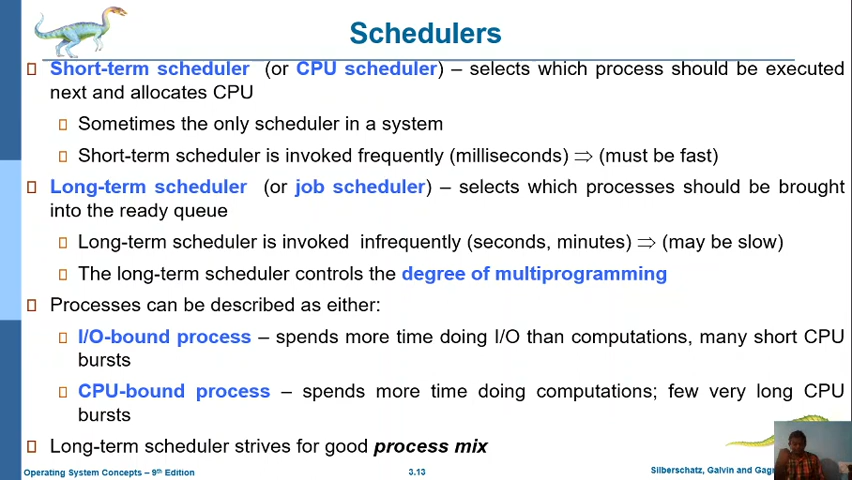 Schedulers
Short-term scheduler (or CPU scheduler) – selects which process should be executed
next and allocates CPU
Sometimes the only scheduler in a system
Short-term scheduler is invoked frequently (milliseconds) ⇒ (must be fast)
Long-term scheduler (or job scheduler) – selects which processes should be brought
into the ready queue
Long-term scheduler is invoked infrequently (seconds, minutes) ⇒ (may be slow)
The long-term scheduler controls the degree of multiprogramming
Processes can be described as either:
I/O-bound process – spends more time doing I/O than computations, many short CPU
bursts
CPU-bound process – spends more time doing computations; few very long CPU
bursts
Long-term scheduler strives for good process mix
Operating System Concepts – 9th Edition
3.13
Silberschatz, Galvin and